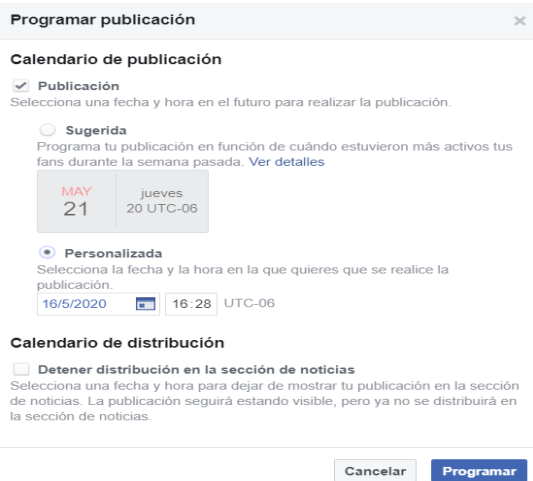 Programar publicación ×
Calendario de publicación
Publicación
Selecciona una fecha y hora en el futuro para realizar la publicación.
Sugerida
Programa tu publicación en función de cuándo estuvieron más activos tus
fans durante la semana pasada. Ver detalles
MAY
21
jueves
20 UTC-06
Personalizada
Selecciona la fecha y la hora en la que quieres que se realice la
publicación.
16/5/2020 16:28 UTC-06
Calendario de distribución
Detener distribución en la sección de noticias
Selecciona una fecha y hora para dejar de mostrar tu publicación en la sección
de noticias. La publicación seguirá estando visible, pero ya no se distribuirá en
la sección de noticias.
Cancelar Programar